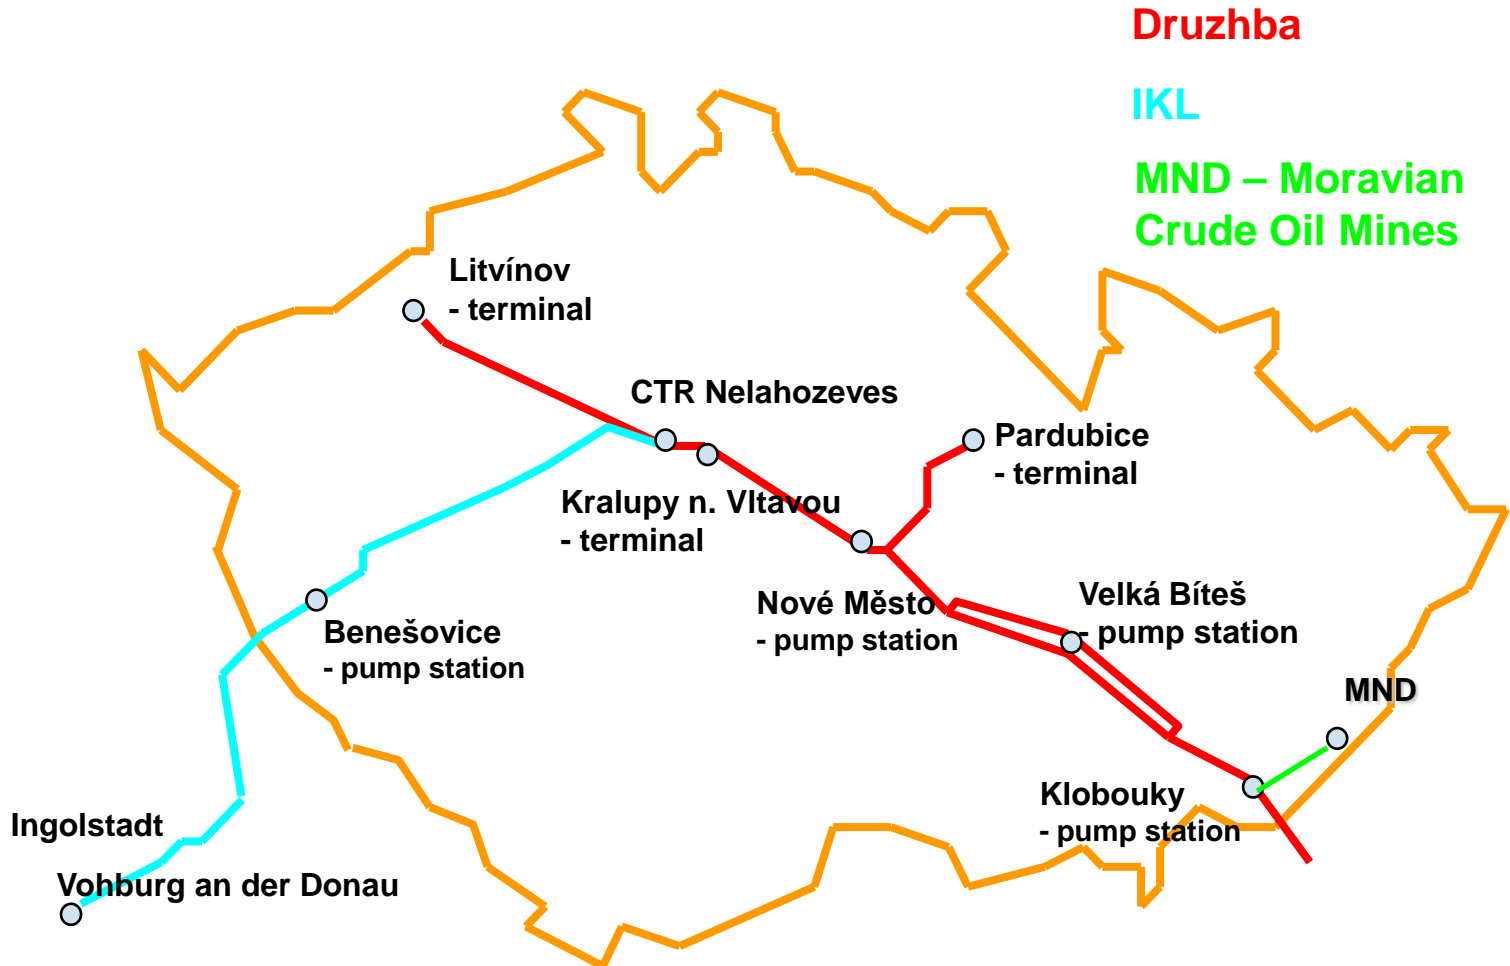 Druzhba
IKL
MND – Moravian
Crude Oil Mines
Litvínov
- terminal
CTR Nelahozeves
Pardubice
- terminal
Kralupy n. Vltavou
- terminal
Nové Město
- pump station
Velká Bíteš
- pump station
Benešovice
- pump station
MND
Klobouky
- pump station
Ingolstadt
Vohburg an der Donau